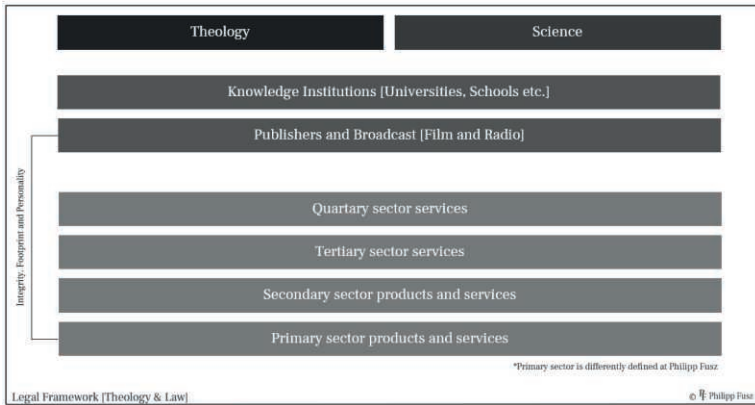 Theology
Science
Knowledge Institutions [Universities, Schools etc.]
Publishers and Broadcast [Film and Radio]
Integrity, Footprint and Personality
Quartary sector services
Tertiary sector services
Secondary sector products and services
Primary sector products and services
*Primary sector is differently defined at Philipp Fusz
Legal Framework [Theology & Law]
© PF Philipp Fusz